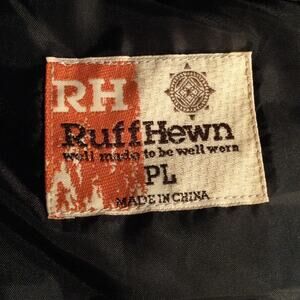 RH
RuffHewn
well made to be well worn
PL
MADE IN CHINA